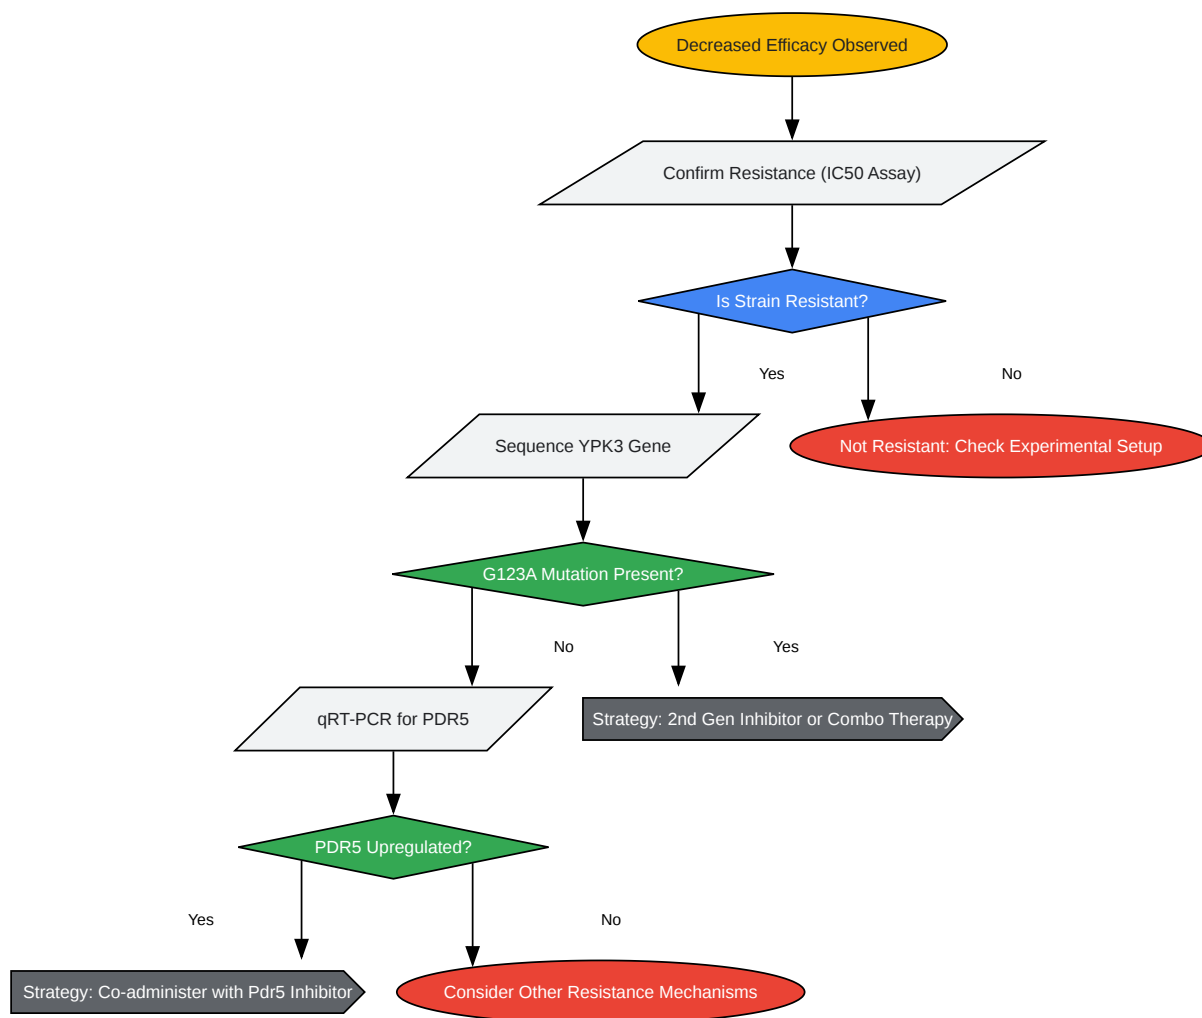 Decreased Efficacy Observed
Confirm Resistance (IC50 Assay)
Is Strain Resistant?
Yes
No
Sequence YPK3 Gene
Not Resistant: Check Experimental Setup
G123A Mutation Present?
No
Yes
qRT-PCR for PDR5
Strategy: 2nd Gen Inhibitor or Combo Therapy
PDR5 Upregulated?
Yes
No
Strategy: Co-administer with Pdr5 Inhibitor
Consider Other Resistance Mechanisms